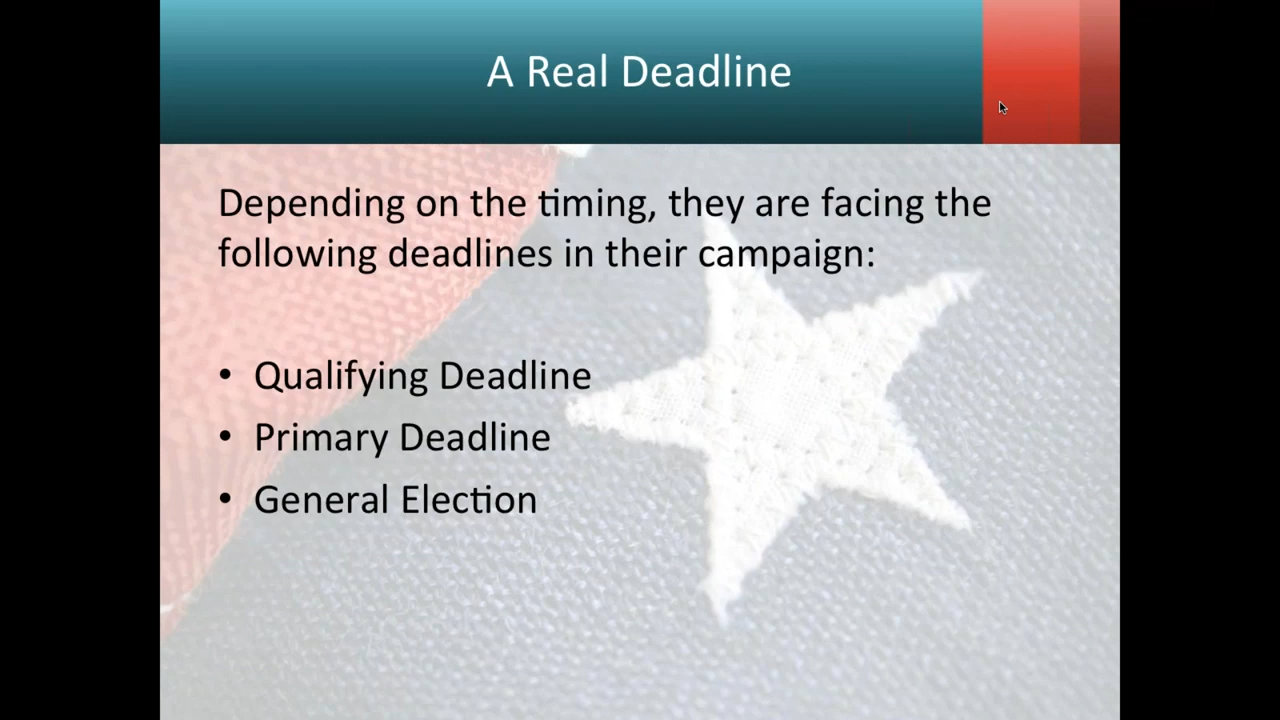 A Real Deadline
Depending on the timing, they are facing the
following deadlines in their campaign:
• Qualifying Deadline
• Primary Deadline
• General Election